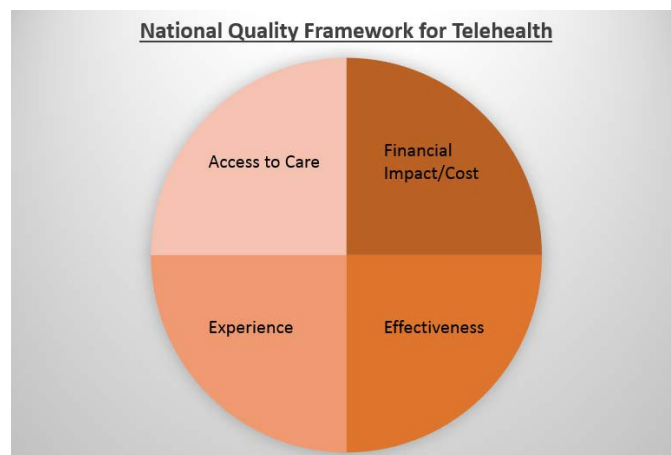 National Quality Framework for Telehealth
Access to Care
Financial
Impact/Cost
Experience
Effectiveness